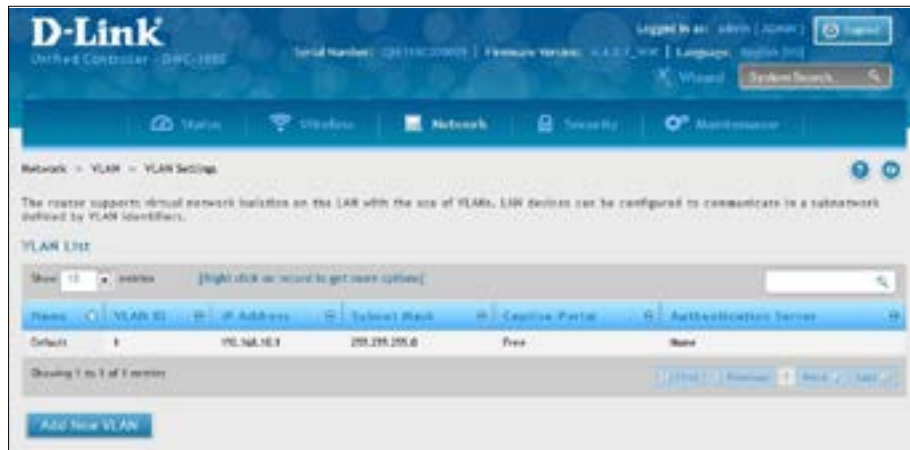 D-Link
Unified Controller - DWC-1000
Logged in as: admin ( ADMIN )
Logout
Serial Number: | Firmware Version: | Language: English [US]
Wizard
System Search
Status
Wireless
Network
Security
Maintenance
Network » VLAN » VLAN Settings
The router supports virtual network isolation on the LAN with the use of VLANs. LAN devices can be configured to communicate in a subnetwork
defined by VLAN identifiers.
VLAN List
Show 10 entries
[Right click on record to get more options]
Name VLAN ID IP Address Subnet Mask Captive Portal Authentication Server
Default 1 192.168.10.1 255.255.255.0 Free None
Showing 1 to 1 of 1 entries
First Previous 1 Next Last
Add New VLAN